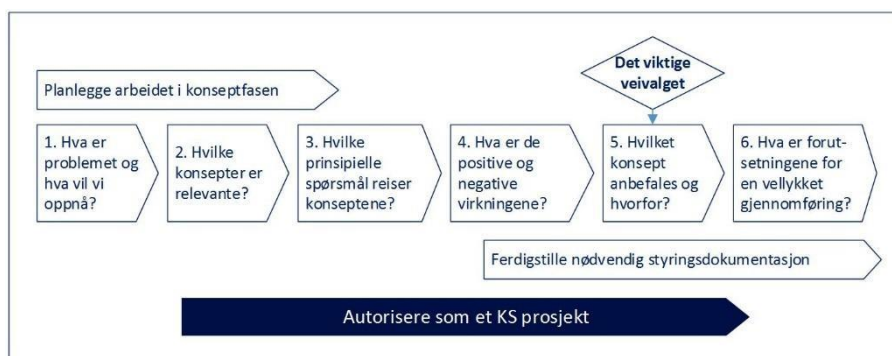 Det viktige
veivalget
Planlegge arbeidet i konseptfasen
1. Hva er
problemet og
hva vil vi
oppnå?
2. Hvilke
konsepter er
relevante?
3. Hvilke
prinsipielle
spørsmål reiser
konseptene?
4. Hva er de
positive og
negative
virkningene?
5. Hvilket
konsept
anbefales og
hvorfor?
6. Hva er forut-
setningene for
en vellykket
gjennomføring?
Ferdigstille nødvendig styringsdokumentasjon
Autorisere som et KS prosjekt